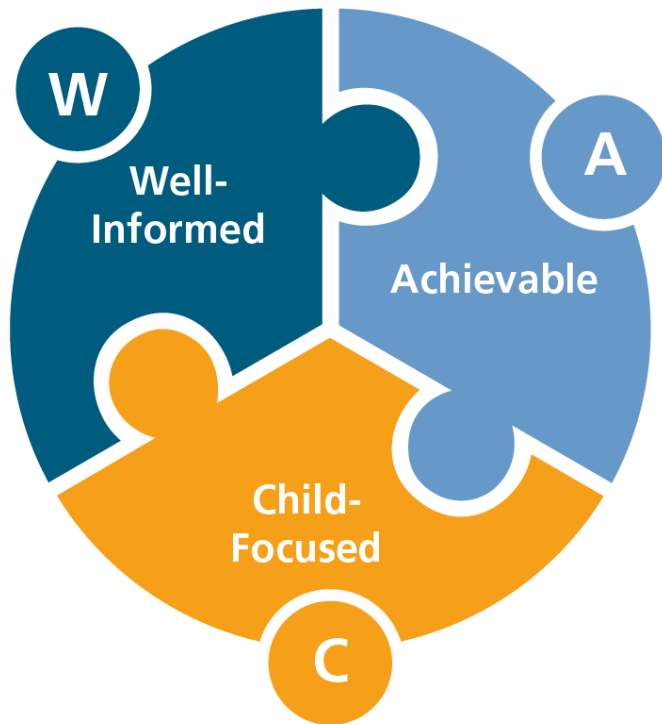 W
Well-
Informed
A
Achievable
Child-
Focused
C